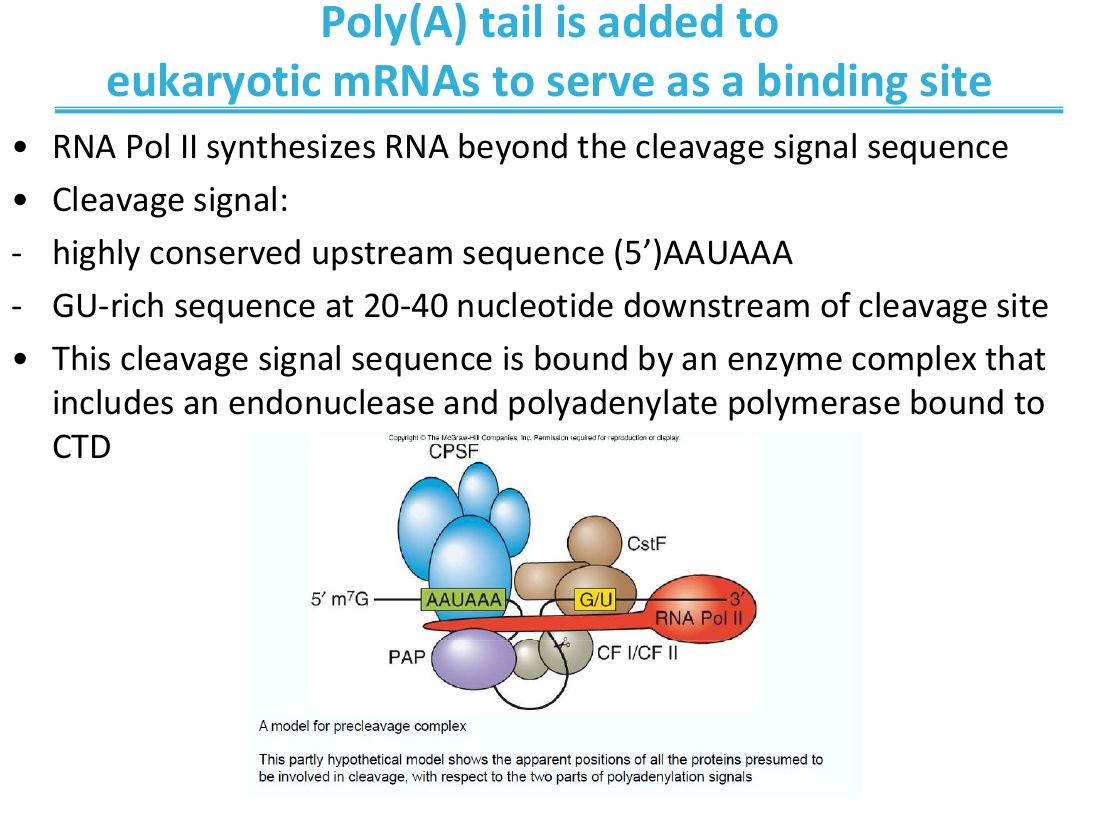 Poly(A) tail is added to
eukaryotic mRNAs to serve as a binding site
• RNA Pol II synthesizes RNA beyond the cleavage signal sequence
• Cleavage signal:
- highly conserved upstream sequence (5’)AAUAAA
- GU-rich sequence at 20-40 nucleotide downstream of cleavage site
• This cleavage signal sequence is bound by an enzyme complex that
includes an endonuclease and polyadenylate polymerase bound to
CTD
Copyright © The McGraw-Hill Companies, Inc. Permission required for reproduction or display.
CPSF
CstF
5′ m⁷G
AAUAAA
G/U
3′
RNA Pol II
PAP
CF I/CF II
A model for precleavage complex
This partly hypothetical model shows the apparent positions of all the proteins presumed to
be involved in cleavage, with respect to the two parts of polyadenylation signals